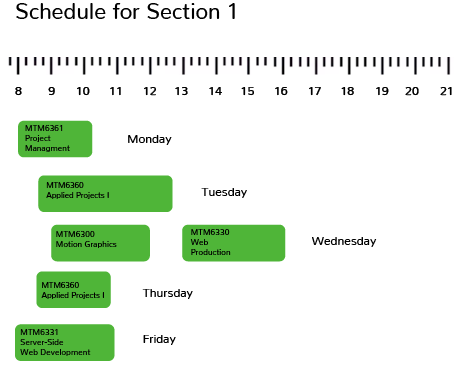 Schedule for Section 1
8 9 10 11 12 13 14 15 16 17 18 19 20 21
MTM6361
Project
Managment
Monday
MTM6360
Applied Projects I
Tuesday
MTM6300
Motion Graphics
MTM6330
Web
Production
Wednesday
MTM6360
Applied Projects I
Thursday
MTM6331
Server-Side
Web Development
Friday